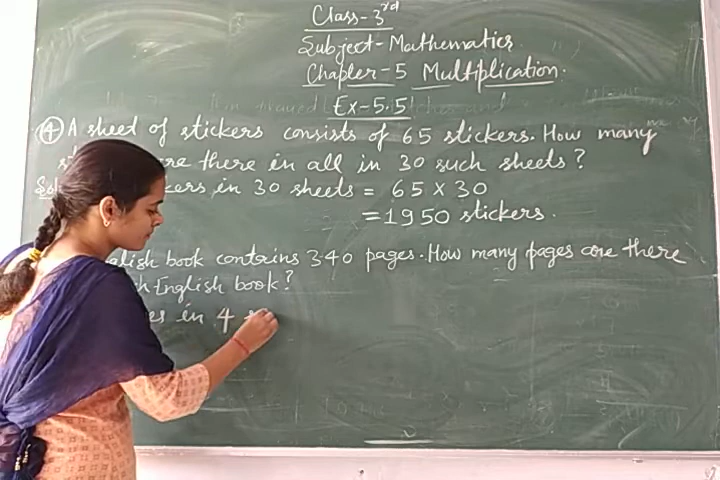 Class-3rd
Subject-Mathematics
Chapter-5 Multiplication.
Ex-5.5
④ A sheet of stickers consists of 65 stickers. How many
are there in all in 30 such sheets?
Sol kers in 30 sheets = 65 × 30
= 1950 stickers.
glish book contains 340 pages. How many pages are there
English book?
es in 4